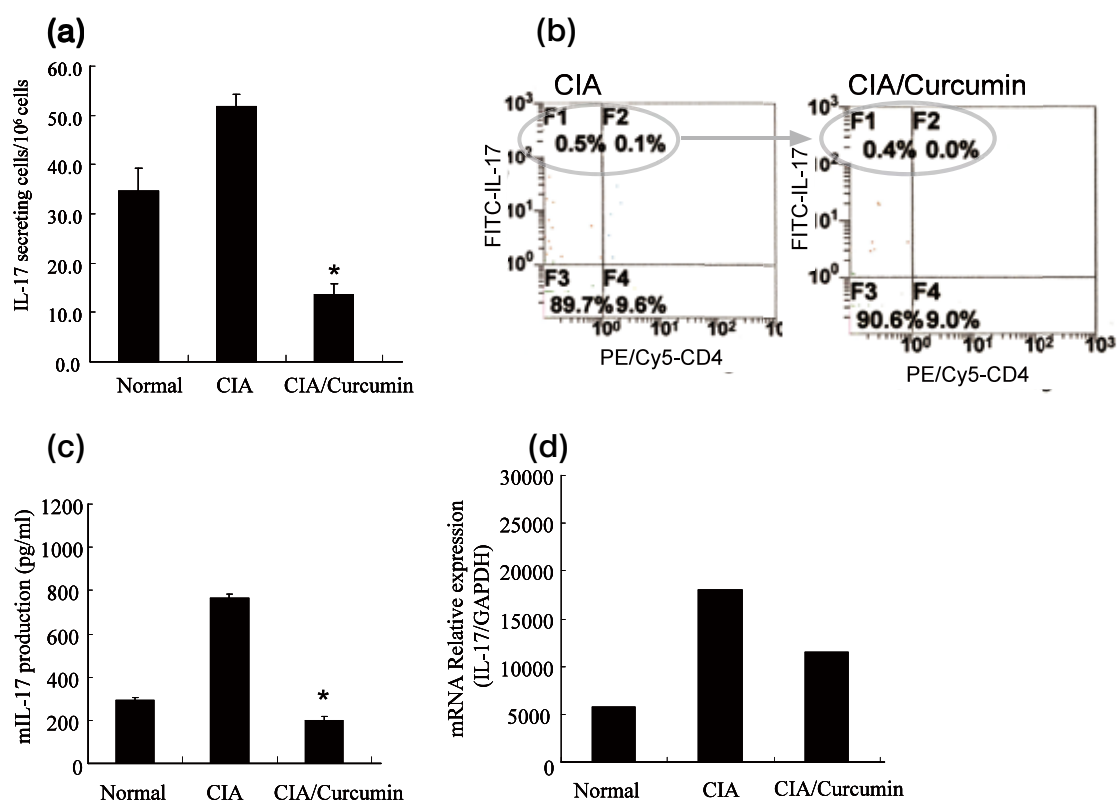 (a)
60.0
50.0
40.0
30.0
20.0
10.0
0.0
IL-17 secreting cells/10⁶ cells
*
Normal CIA CIA/Curcumin
(b)
CIA
10³
10²
10¹
10⁰
FITC-IL-17
F1 F2
0.5% 0.1%
F3 F4
89.7% 9.6%
10⁰ 10¹ 10²
PE/Cy5-CD4
CIA/Curcumin
10³
10²
10¹
10⁰
FITC-IL-17
F1 F2
0.4% 0.0%
F3 F4
90.6% 9.0%
10⁰ 10¹ 10² 10³
PE/Cy5-CD4
(c)
1200
1000
800
600
400
200
0
mIL-17 production (pg/ml)
*
Normal CIA CIA/Curcumin
(d)
30000
25000
20000
15000
10000
5000
0
mRNA Relative expression
(IL-17/GAPDH)
Normal CIA CIA/Curcumin